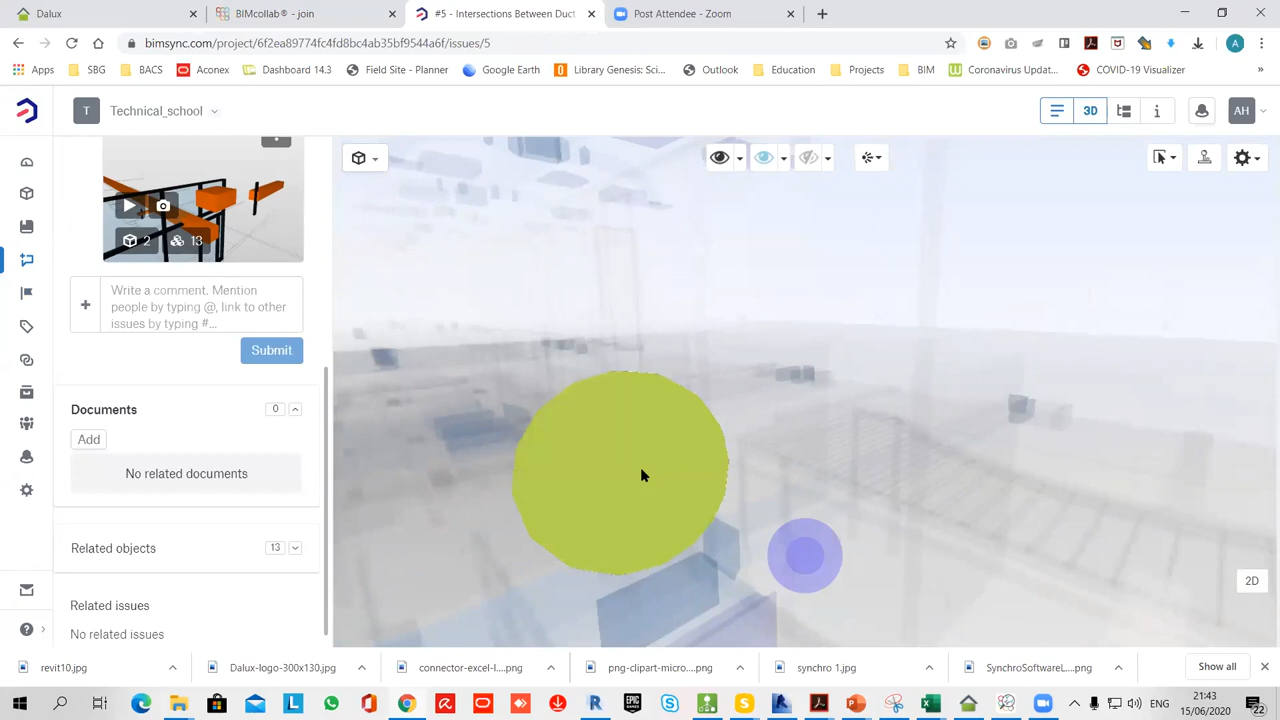 Dalux
BIMcollab® - join
#5 - Intersections Between Duct
Post Attendee - Zoom
bimsync.com/project/6f2ea89774fc4fd8bc4ab35bf9544a6f/issues/5
A
Apps
SBG
BACS
Aconex
Dashboard 14.3
Field Site - Planner
Google Earth
Library Genesis: Sci...
Outlook
Education
Projects
BIM
Coronavirus Updat...
COVID-19 Visualizer
»
T
Technical_school
3D
AH
2
13
Write a comment. Mention
people by typing @, link to other
issues by typing #...
Submit
Documents
0
Add
No related documents
Related objects
13
Related issues
No related issues
2D
revit10.jpg
Dalux-logo-300x130.jpg
connector-excel-I....png
png-clipart-micro....png
synchro 1.jpg
SynchroSoftwareL....png
Show all
ENG
21:43
15/06/2020
22